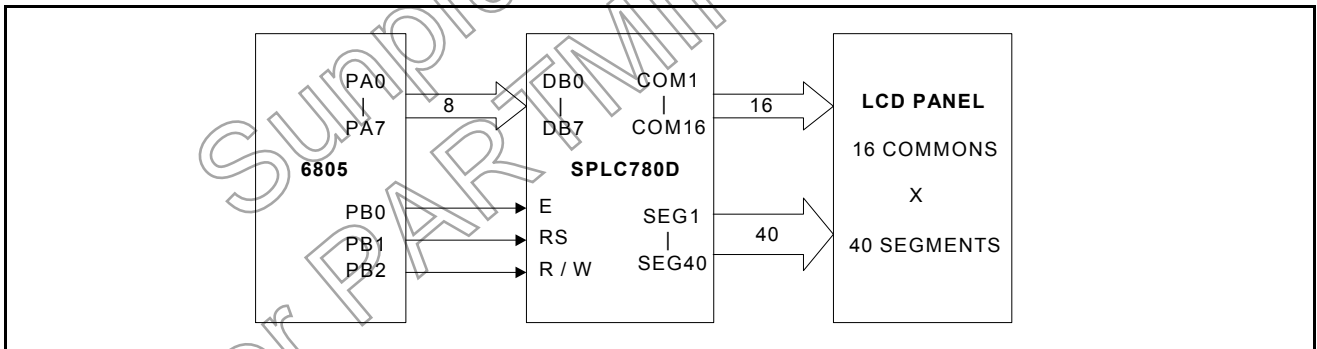 PA0
|
PA7
6805
PB0
PB1
PB2
8
DB0
|
DB7
SPLC780D
E
RS
R / W
COM1
|
COM16
SEG1
|
SEG40
16
40
LCD PANEL
16 COMMONS
X
40 SEGMENTS